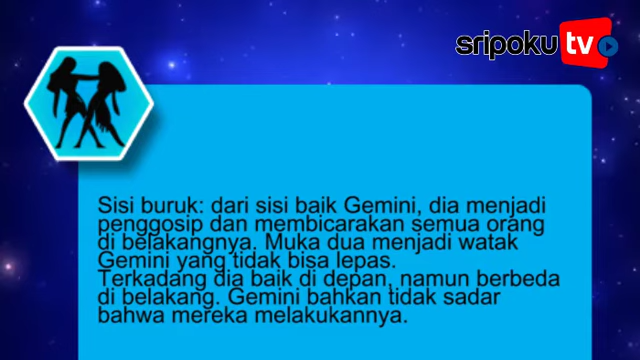 sripoku tv
Sisi buruk: dari sisi baik Gemini, dia menjadi
penggosip dan membicarakan semua orang
di belakangnya. Muka dua menjadi watak
Gemini yang tidak bisa lepas.
Terkadang dia baik di depan, namun berbeda
di belakang. Gemini bahkan tidak sadar
bahwa mereka melakukannya.